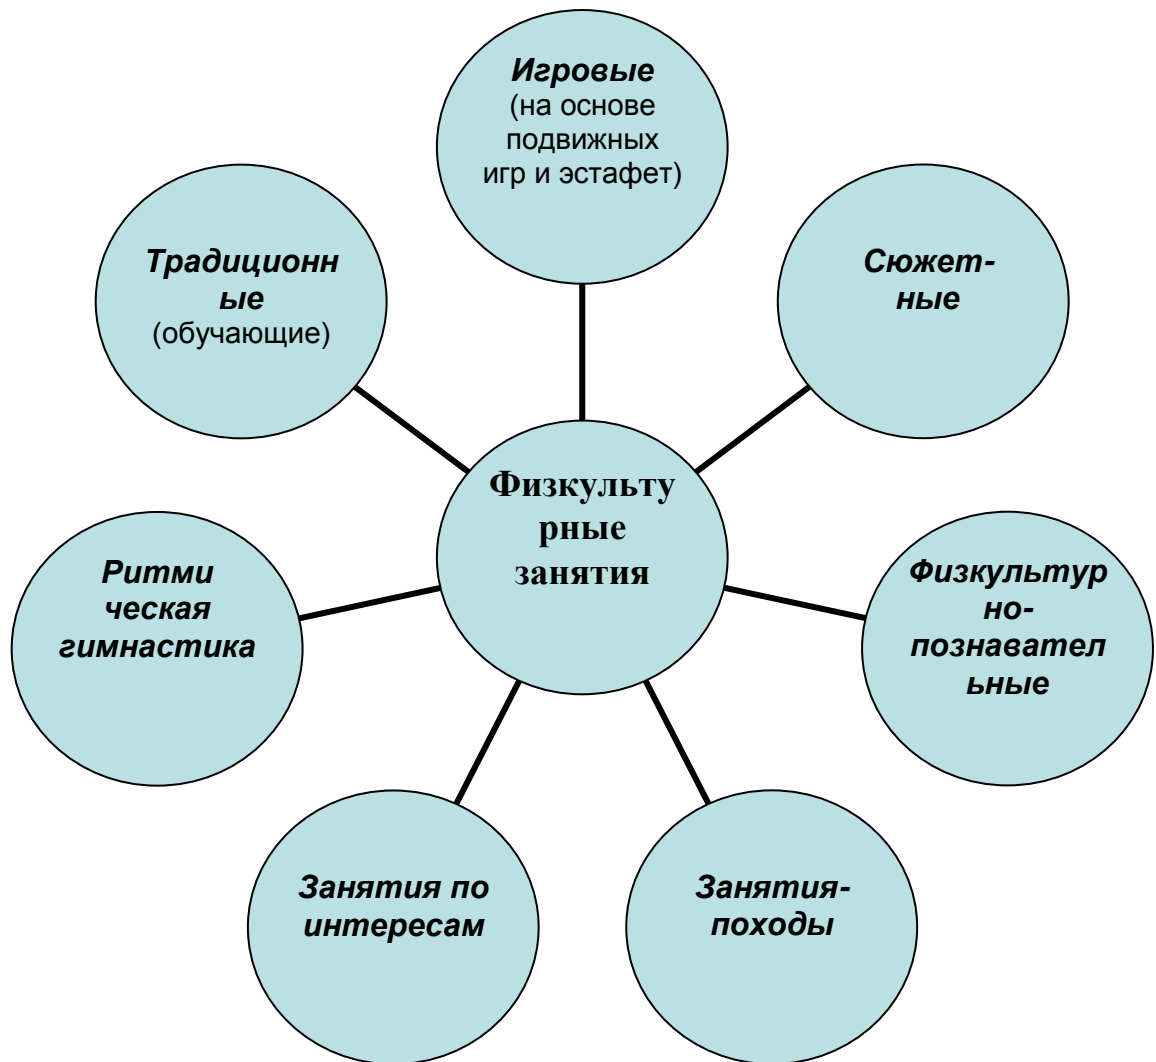 Игровые
(на основе
подвижных
игр и эстафет)
Традиционн
ые
(обучающие)
Сюжет-
ные
Физкульту
рные
занятия
Ритми
ческая
гимнастика
Физкультур
но-
познавател
ьные
Занятия по
интересам
Занятия-
походы